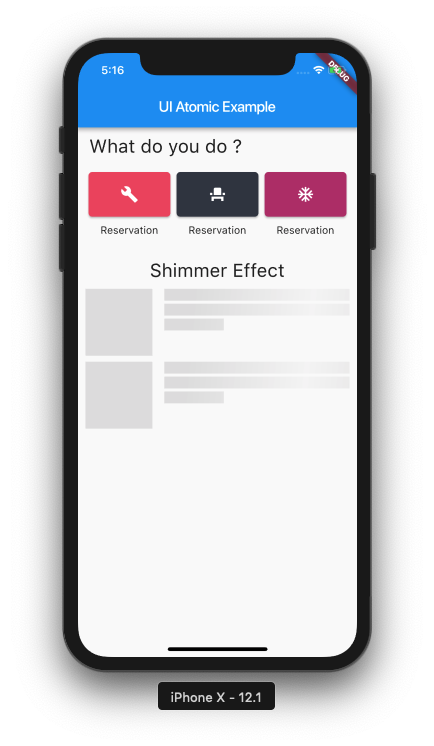 5:16
DEBUG
UI Atomic Example
What do you do ?
Reservation Reservation Reservation
Shimmer Effect
iPhone X - 12.1